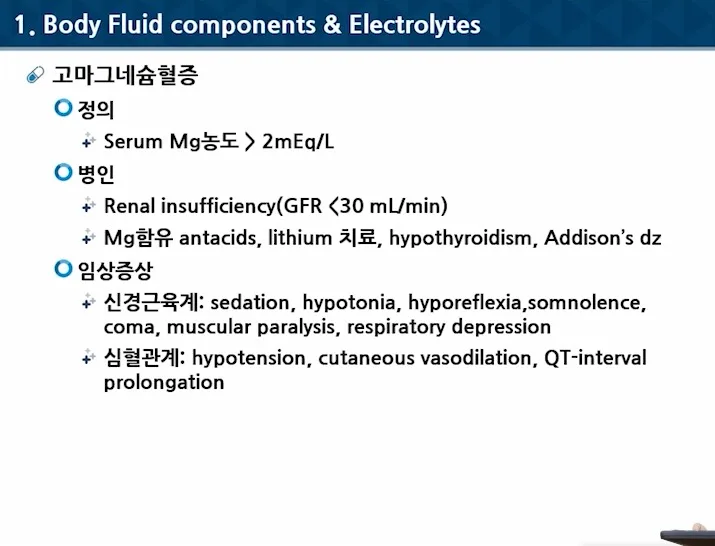 1. Body Fluid components & Electrolytes
고마그네슘혈증
정의
Serum Mg농도 > 2mEq/L
병인
Renal insufficiency(GFR <30 mL/min)
Mg함유 antacids, lithium 치료, hypothyroidism, Addison's dz
임상증상
신경근육계: sedation, hypotonia, hyporeflexia,somnolence,
coma, muscular paralysis, respiratory depression
심혈관계: hypotension, cutaneous vasodilation, QT-interval
prolongation